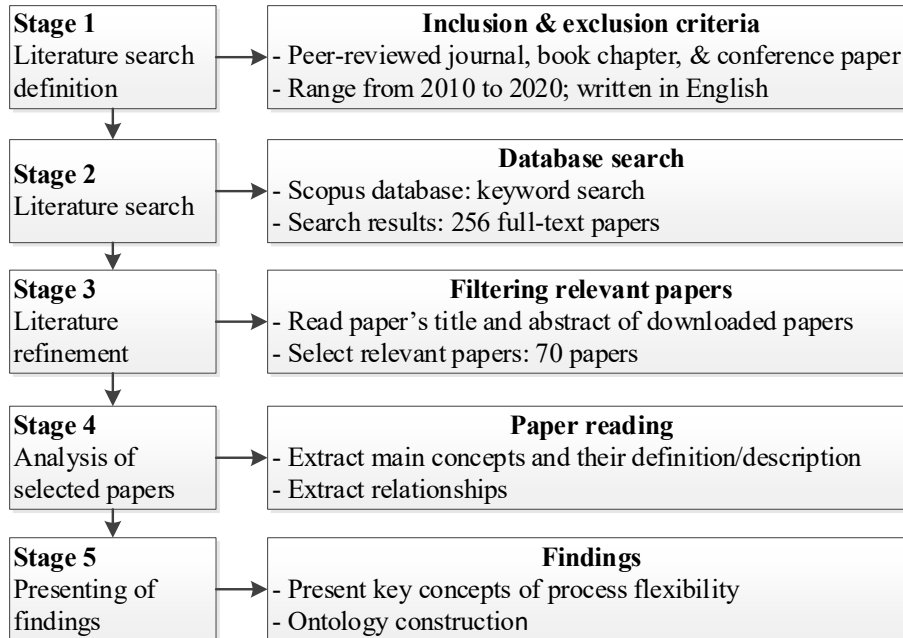 Stage 1
Literature search
definition
Inclusion & exclusion criteria
- Peer-reviewed journal, book chapter, & conference paper
- Range from 2010 to 2020; written in English
Stage 2
Literature search
Database search
- Scopus database: keyword search
- Search results: 256 full-text papers
Stage 3
Literature
refinement
Filtering relevant papers
- Read paper’s title and abstract of downloaded papers
- Select relevant papers: 70 papers
Stage 4
Analysis of
selected papers
Paper reading
- Extract main concepts and their definition/description
- Extract relationships
Stage 5
Presenting of
findings
Findings
- Present key concepts of process flexibility
- Ontology construction